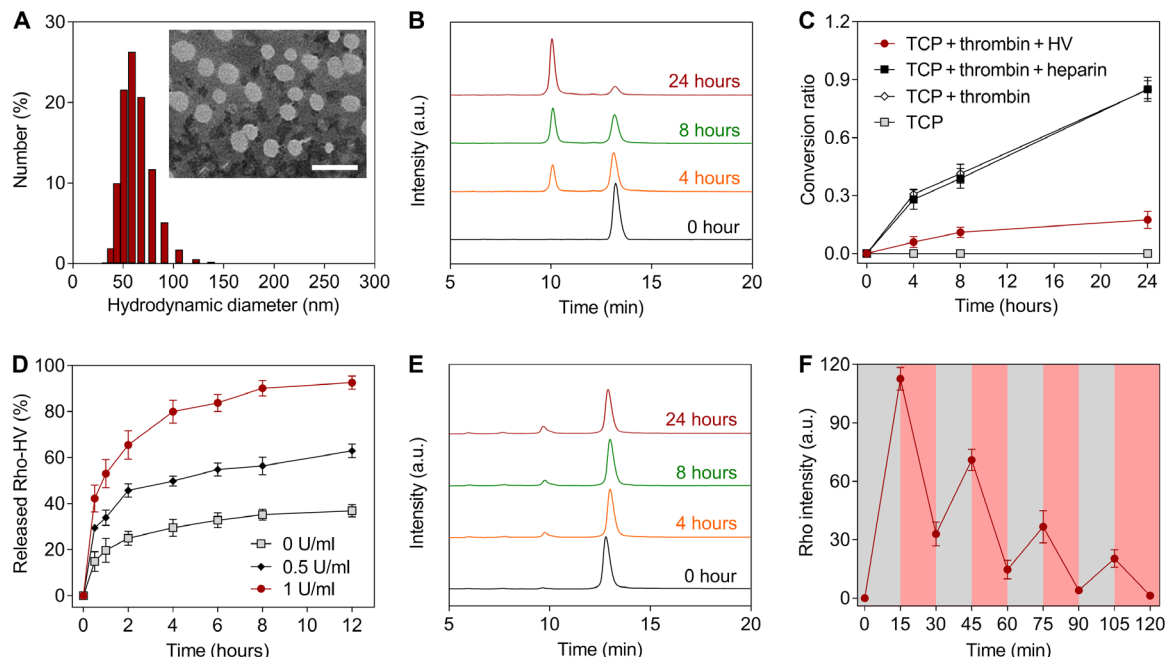 A
30
20
10
0
Number (%)
0 50 100 150 200 250 300
Hydrodynamic diameter (nm)
B
Intensity (a.u.)
24 hours
8 hours
4 hours
0 hour
5 10 15 20
Time (min)
C
TCP + thrombin + HV
TCP + thrombin + heparin
TCP + thrombin
TCP
1.2
0.9
0.6
0.3
0.0
Conversion ratio
0 4 8 12 16 20 24
Time (hours)
D
100
80
60
40
20
0
Released Rho-HV (%)
0 U/ml
0.5 U/ml
1 U/ml
0 2 4 6 8 10 12
Time (hours)
E
Intensity (a.u.)
24 hours
8 hours
4 hours
0 hour
5 10 15 20
Time (min)
F
150
120
90
60
30
0
Rho intensity (a.u.)
0 15 30 45 60 75 90 105 120
Time (min)